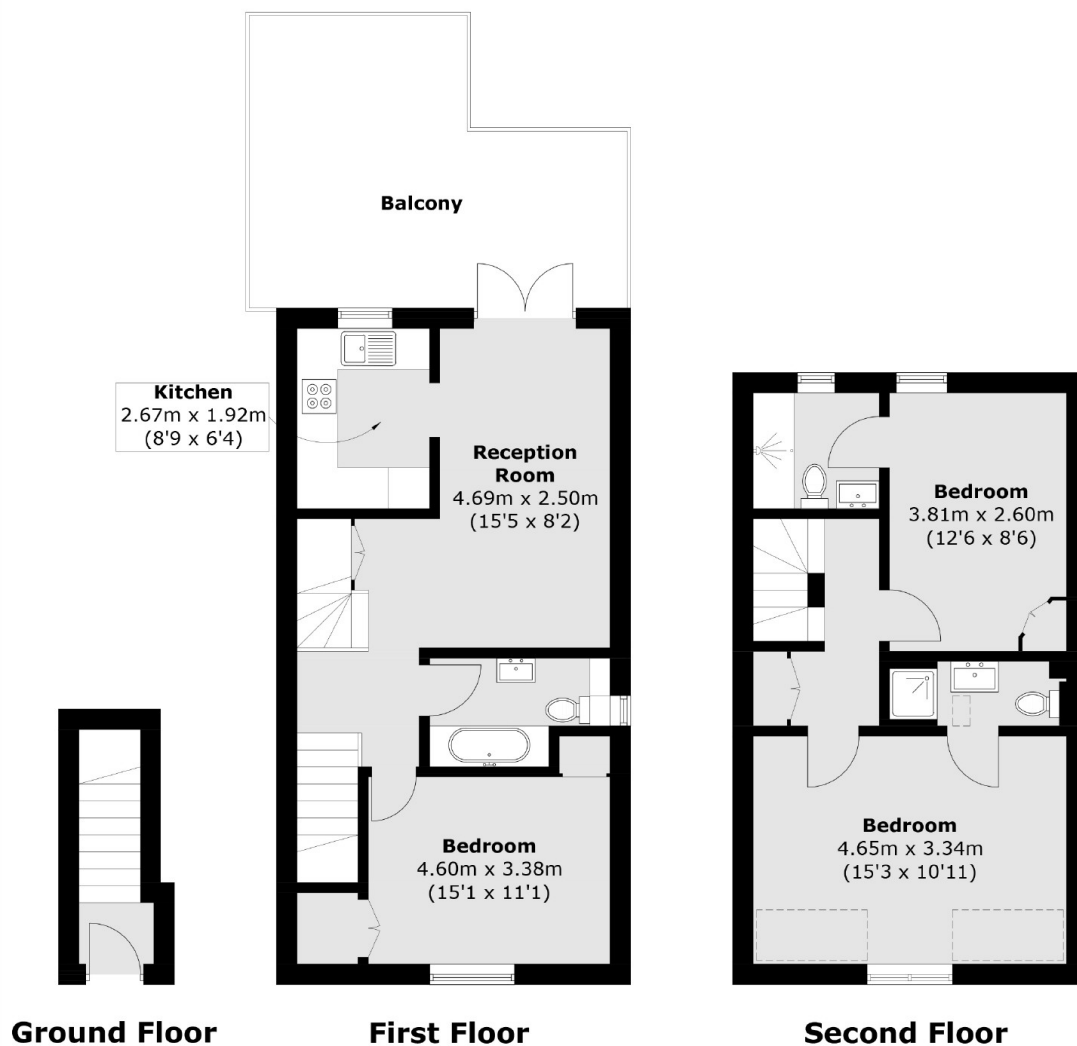 Balcony
Kitchen
2.67m x 1.92m
(8'9 x 6'4)
Reception
Room
4.69m x 2.50m
(15'5 x 8'2)
Bedroom
4.60m x 3.38m
(15'1 x 11'1)
Bedroom
3.81m x 2.60m
(12'6 x 8'6)
Bedroom
4.65m x 3.34m
(15'3 x 10'11)
Ground Floor
First Floor
Second Floor